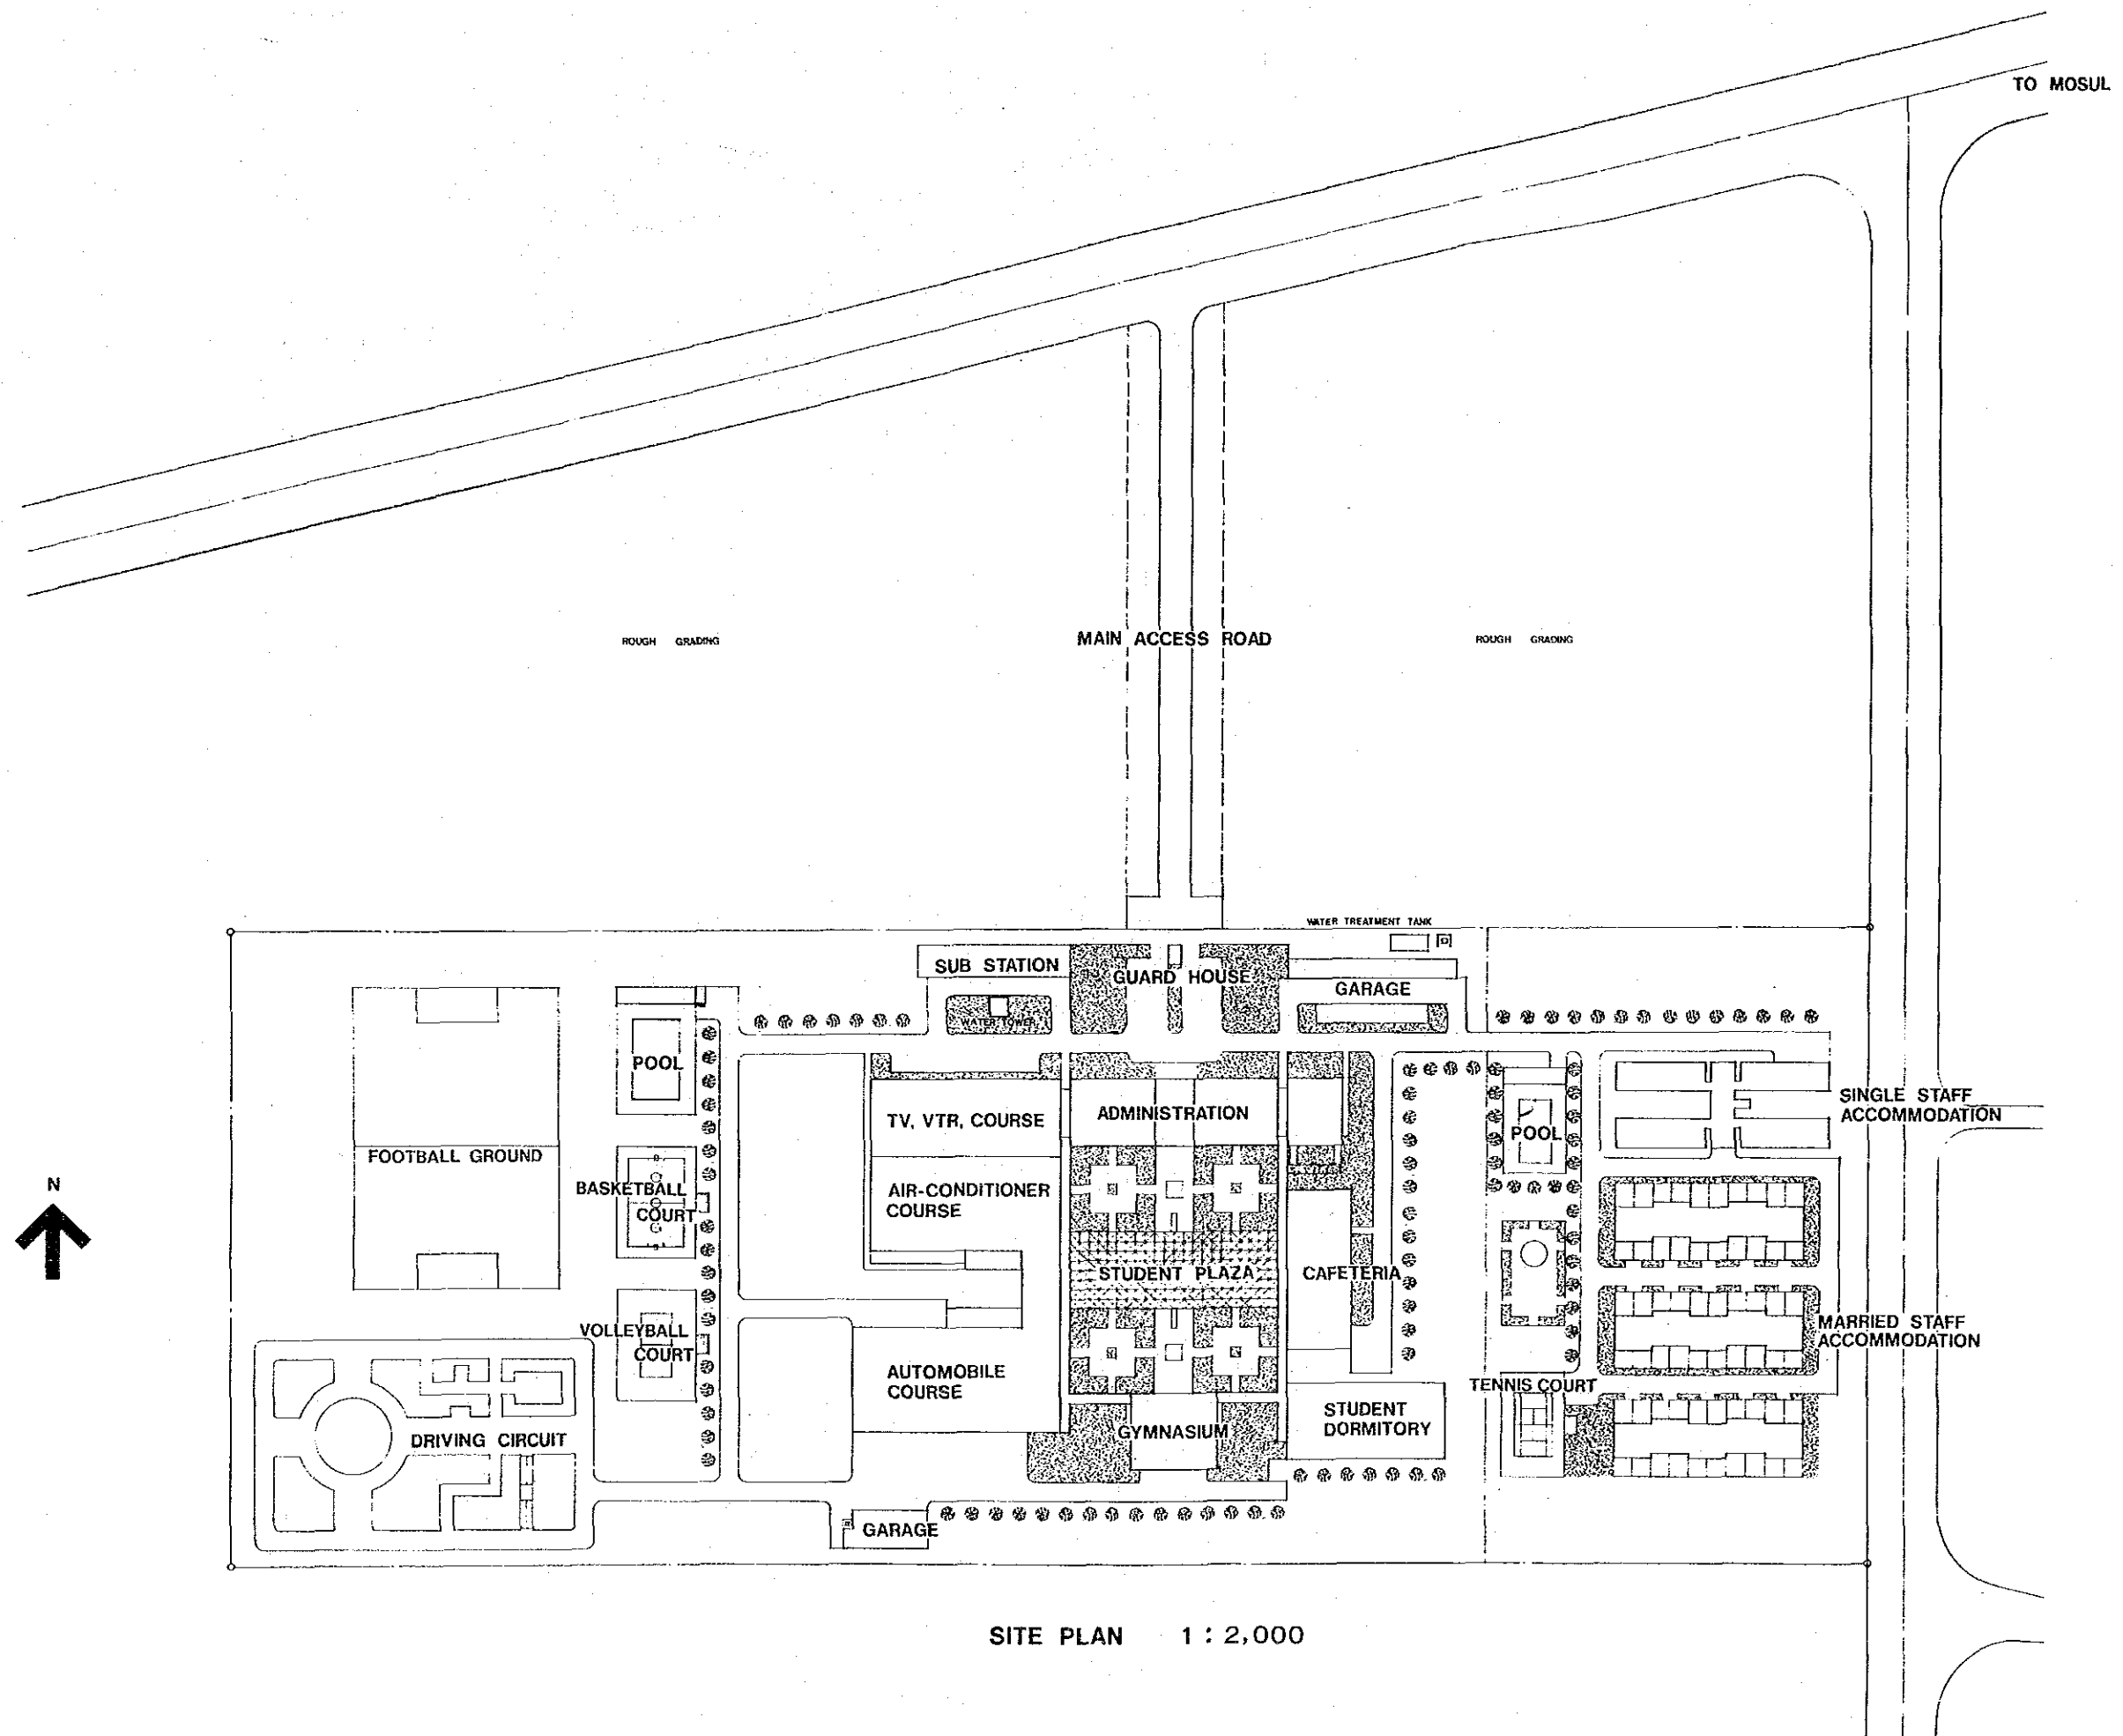 TO MOSUL
ROUGH GRADING
MAIN ACCESS ROAD
ROUGH GRADING
WATER TREATMENT TANK
SUB STATION
GUARD HOUSE
GARAGE
WATER TOWER
POOL
TV, VTR, COURSE
ADMINISTRATION
POOL
SINGLE STAFF
ACCOMMODATION
FOOTBALL GROUND
BASKETBALL
COURT
AIR-CONDITIONER
COURSE
N
STUDENT PLAZA
CAFETERIA
VOLLEYBALL
COURT
MARRIED STAFF
ACCOMMODATION
AUTOMOBILE
COURSE
TENNIS COURT
DRIVING CIRCUIT
GYMNASIUM
STUDENT
DORMITORY
GARAGE
SITE PLAN 1 : 2,000